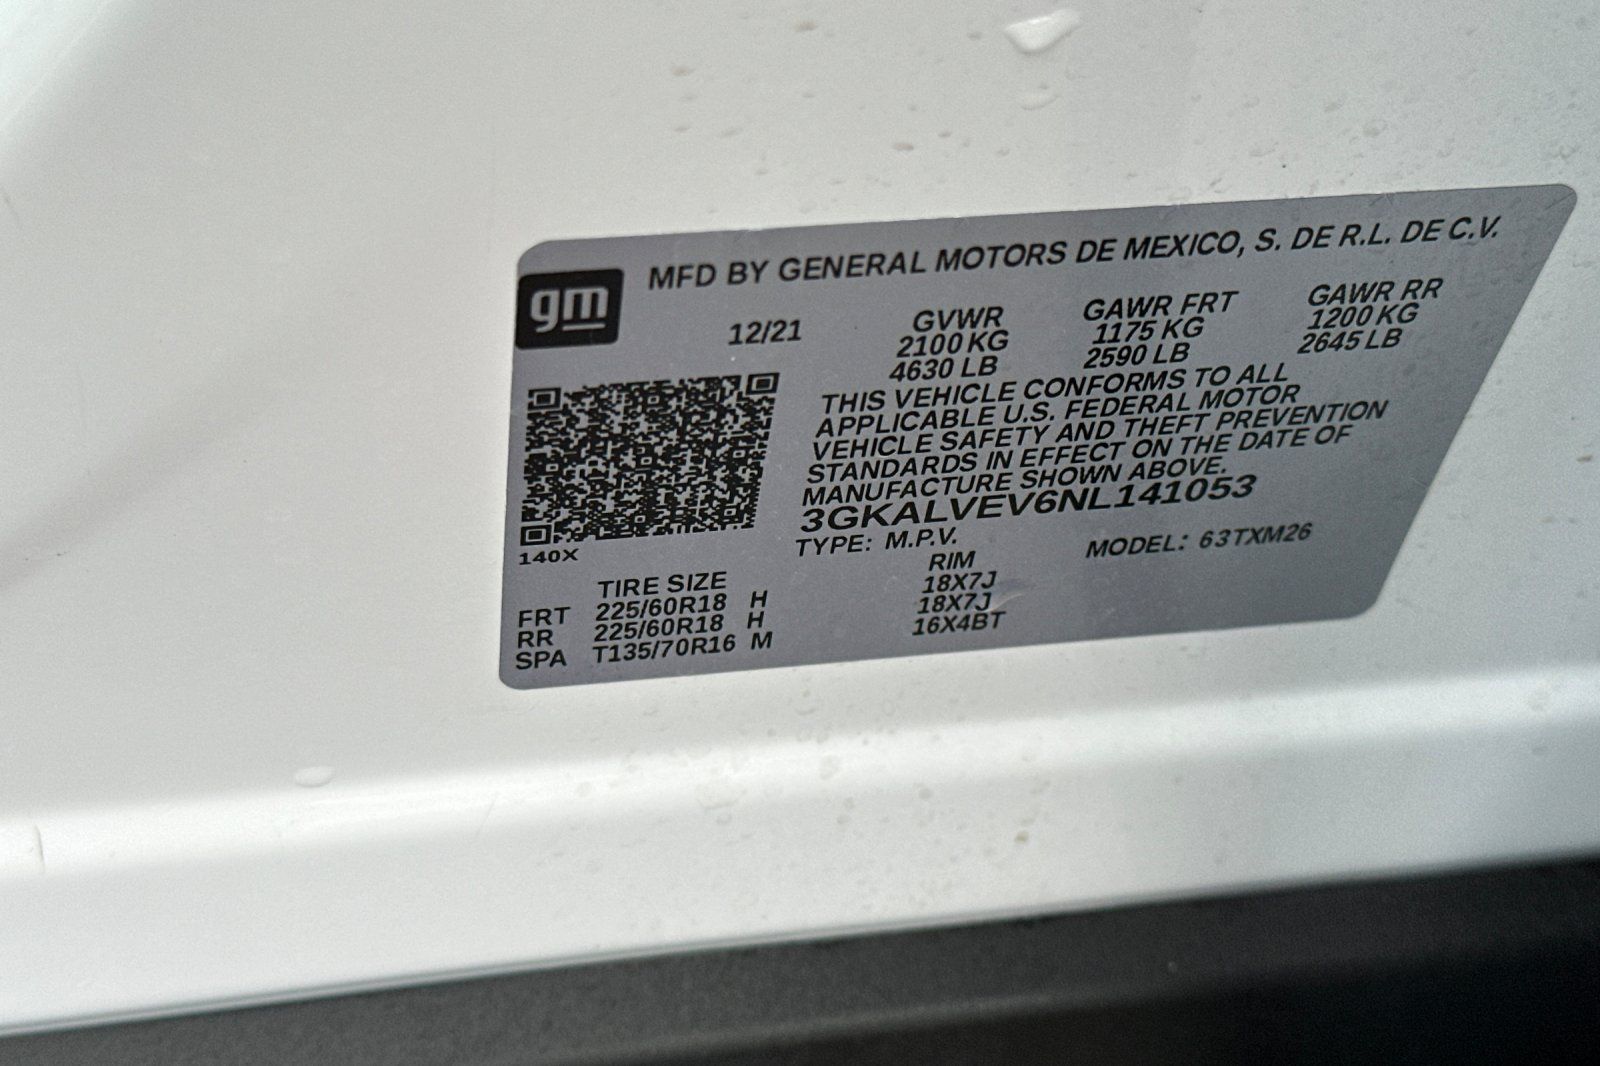 gm
MFD BY GENERAL MOTORS DE MEXICO, S. DE R.L. DE C.V.
12/21 GVWR GAWR FRT GAWR RR
2100 KG 1175 KG 1200 KG
4630 LB 2590 LB 2645 LB
THIS VEHICLE CONFORMS TO ALL
APPLICABLE U.S. FEDERAL MOTOR
VEHICLE SAFETY AND THEFT PREVENTION
STANDARDS IN EFFECT ON THE DATE OF
MANUFACTURE SHOWN ABOVE.
3GKALVEV6NL141053
140X TYPE: M.P.V. MODEL: 63TXM26
TIRE SIZE RIM
FRT 225/60R18 H 18X7J
RR 225/60R18 H 18X7J
SPA T135/70R16 M 16X4BT